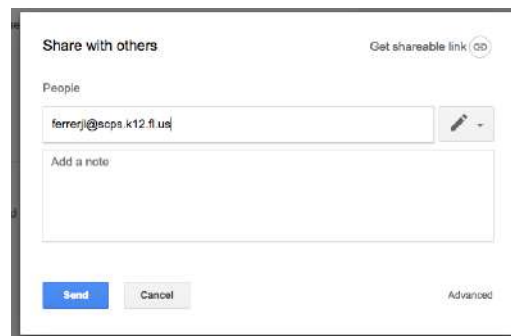 Share with others
Get shareable link
People
ferrerjl@scps.k12.fl.us
Add a note
Send
Cancel
Advanced